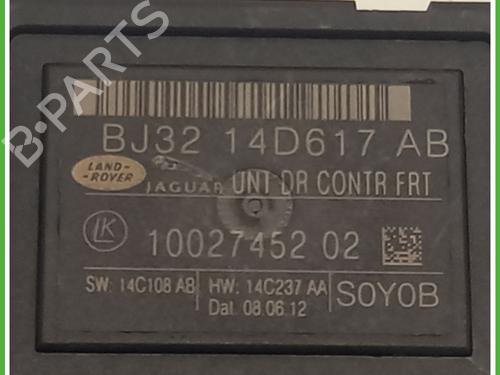 B-PARTS
BJ32 14D617 AB
LAND-
ROVER
JAGUAR UNT DR CONTR FRT
LK 10027452 02
SW: 14C108 AB HW: 14C237 AA
Dat. 08.06.12
S0Y0B